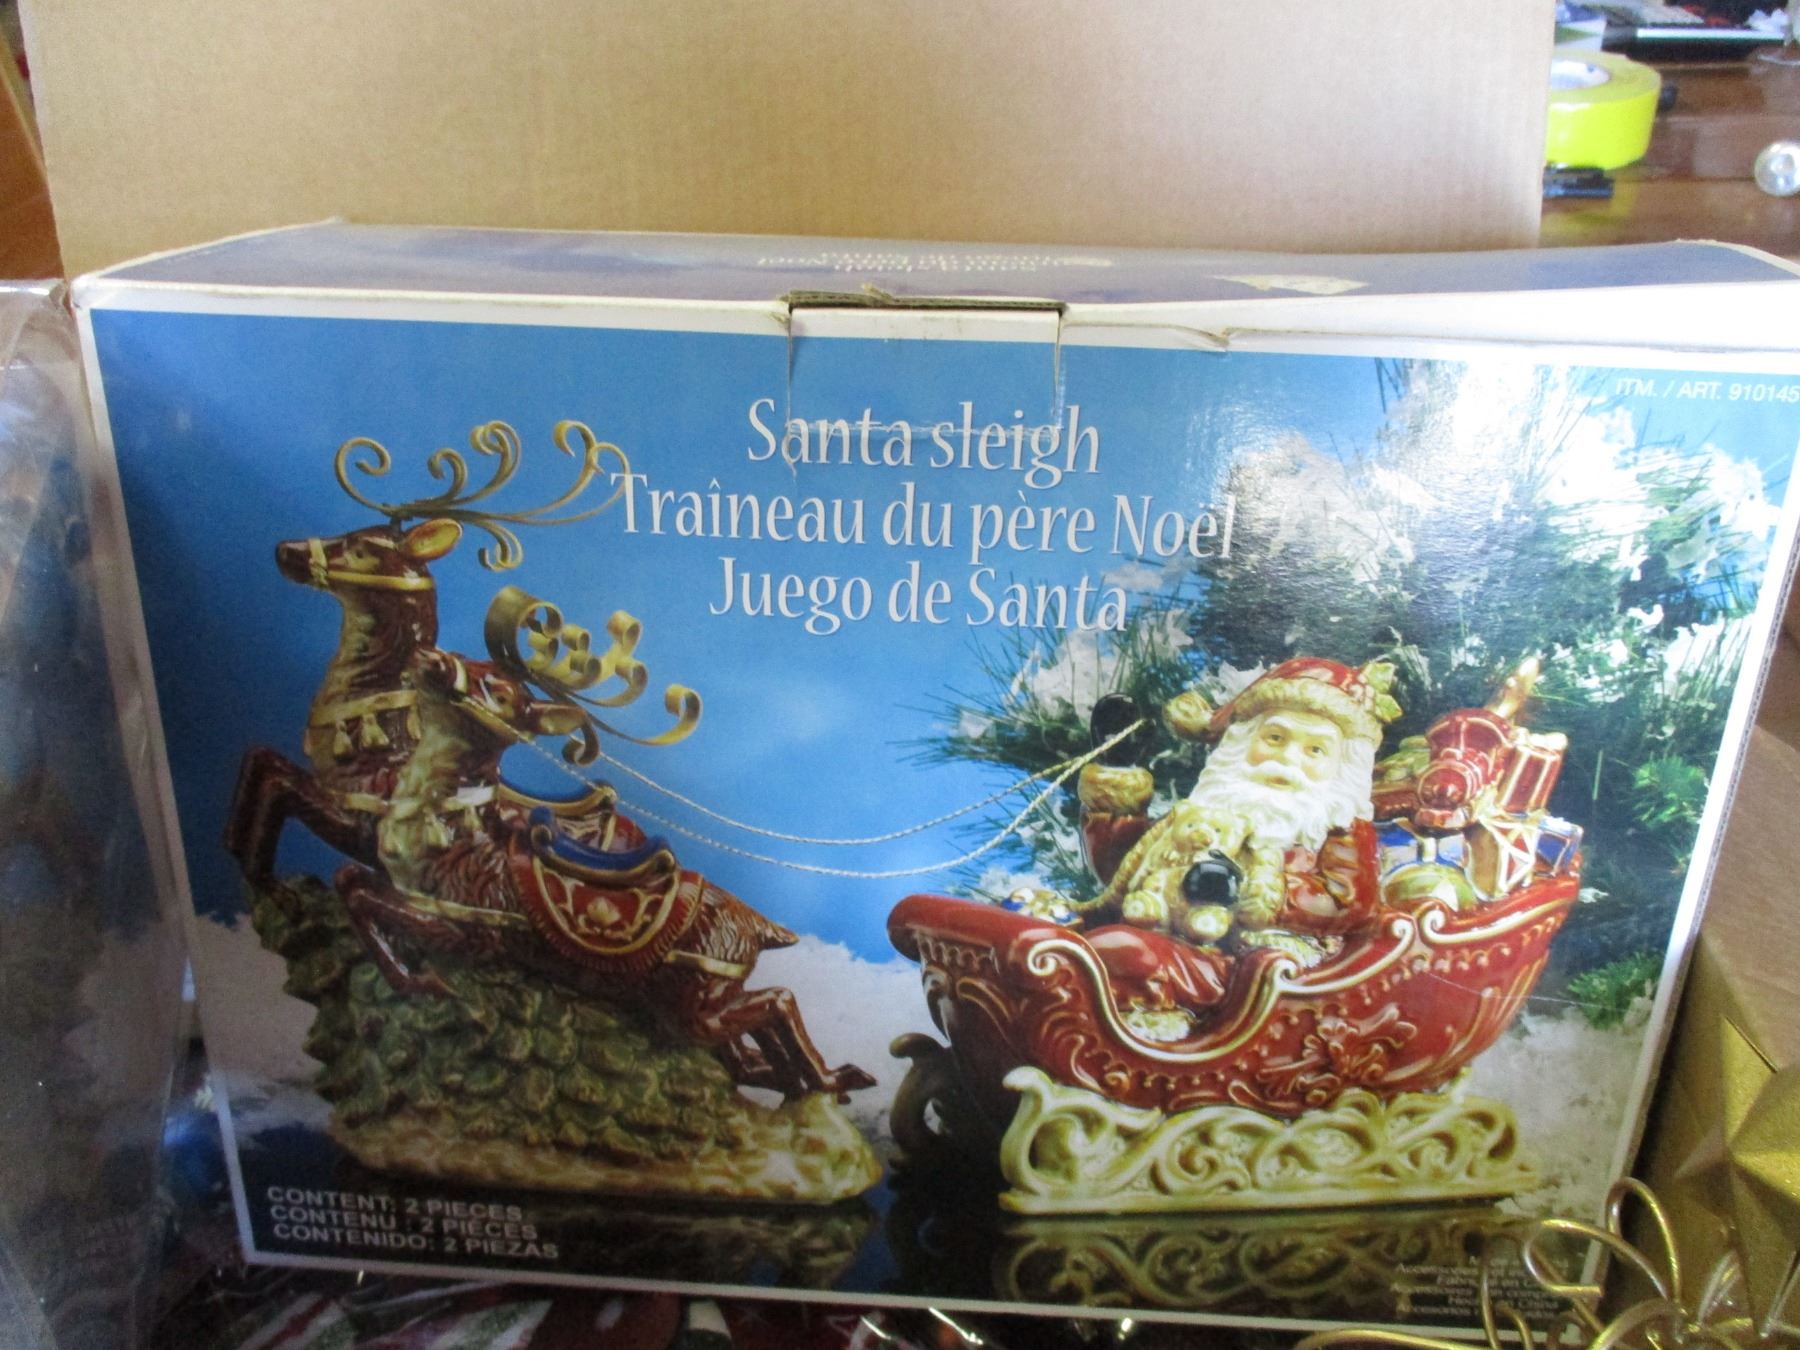 ITM. / ART. 910145
Santa sleigh
Traîneau du père Noël
Juego de Santa
CONTENT: 2 PIECES
CONTENU : 2 PIÈCES
CONTENIDO: 2 PIEZAS